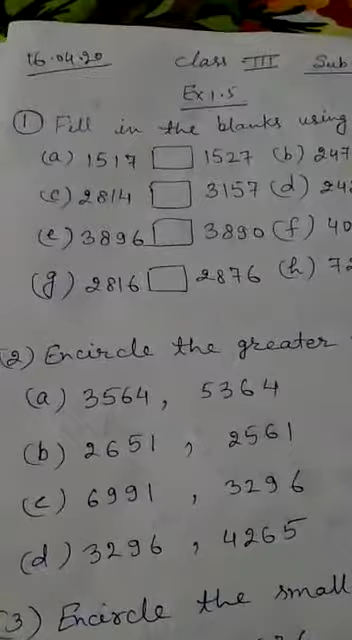 16.04.20 Class III Sub
Ex 1.5
① Fill in the blanks using
(a) 1517 □ 1527 (b) 247
(c) 2814 □ 3157 (d) 242
(e) 3896 □ 3890 (f) 40
(g) 2816 □ 2876 (h) 72
(2) Encircle the greater
(a) 3564, 5364
(b) 2651, 2561
(c) 6991, 3296
(d) 3296, 4265
(3) Encircle the small